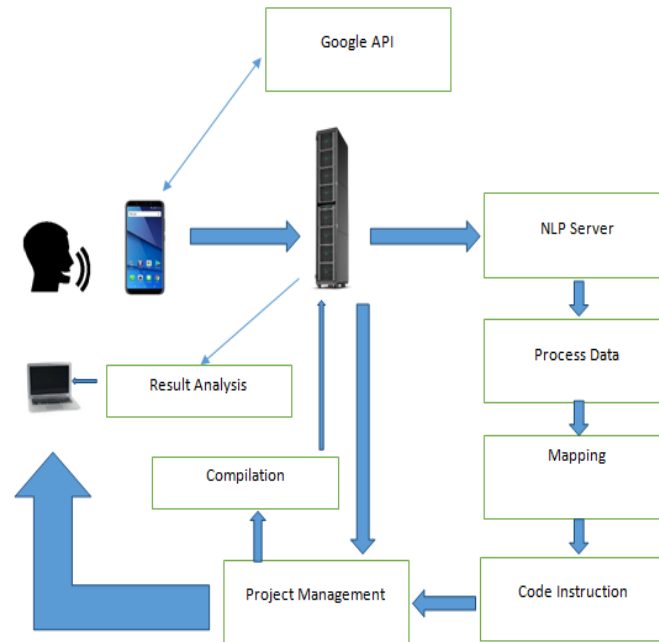 Google API
NLP Server
Process Data
Result Analysis
Mapping
Compilation
Code Instruction
Project Management